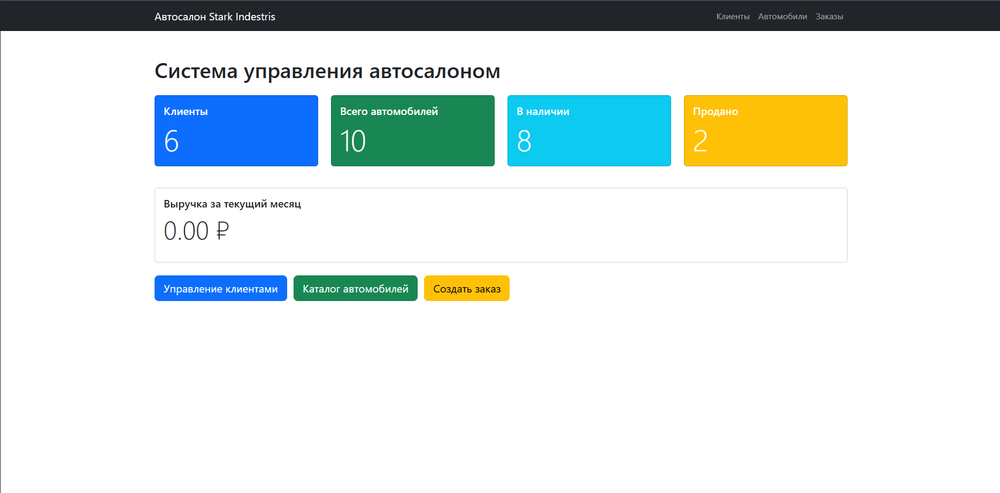 Автосалон Stark Indestris
Клиенты Автомобили Заказы
Система управления автосалоном
Клиенты
6
Всего автомобилей
10
В наличии
8
Продано
2
Выручка за текущий месяц
0.00 ₽
Управление клиентами
Каталог автомобилей
Создать заказ